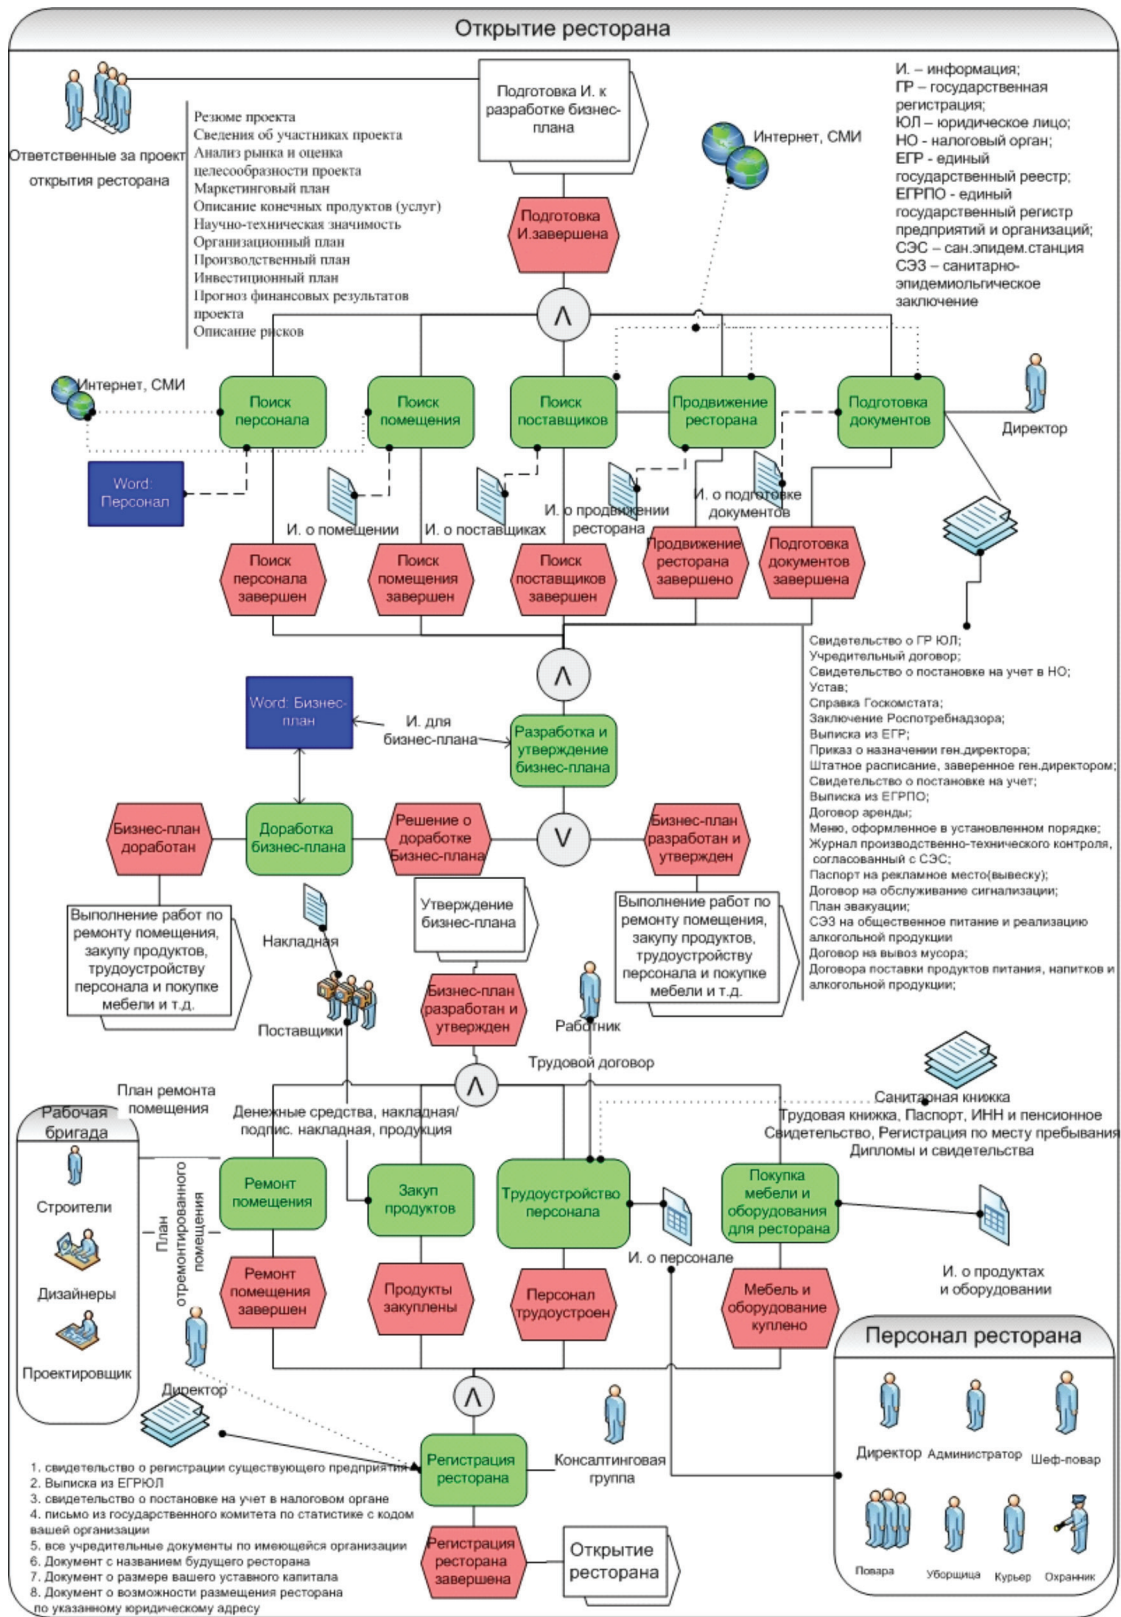 Открытие ресторана
Подготовка И. к
разработке бизнес-
плана
Ответственные за проект
открытия ресторана
Резюме проекта
Сведения об участниках проекта
Анализ рынка и оценка
целесообразности проекта
Маркетинговый план
Описание конечных продуктов (услуг)
Научно-техническая значимость
Организационный план
Производственный план
Инвестиционный план
Прогноз финансовых результатов
проекта
Описание рисков
Интернет, СМИ
И. – информация;
ГР – государственная
регистрация;
ЮЛ – юридическое лицо;
НО - налоговый орган;
ЕГР - единый
государственный реестр;
ЕГРПО - единый
государственный регистр
предприятий и организаций;
СЭС – сан.эпидем.станция
СЭЗ – санитарно-
эпидемиольгическое
заключение
Подготовка
И.завершена
Λ
Интернет, СМИ
Поиск
персонала
Поиск
помещения
Поиск
поставщиков
Продвижение
ресторана
Подготовка
документов
Директор
Word:
Персонал
И. о помещении
И. о поставщиках
И. о продвижении
ресторана
И. о подготовке
документов
Поиск
персонала
завершен
Поиск
помещения
завершен
Поиск
поставщиков
завершен
Продвижение
ресторана
завершено
Подготовка
документов
завершена
Λ
Свидетельство о ГР ЮЛ;
Учредительный договор;
Свидетельство о постановке на учет в НО;
Устав;
Справка Госкомстата;
Заключение Роспотребнадзора;
Выписка из ЕГР;
Приказ о назначении ген.директора;
Штатное расписание, заверенное ген.директором;
Свидетельство о постановке на учет;
Выписка из ЕГРПО;
Договор аренды;
Меню, оформленное в установленном порядке;
Журнал производственно-технического контроля,
согласованный с СЭС;
Паспорт на рекламное место(вывеску);
Договор на обслуживание сигнализации;
План эвакуации;
СЭЗ на общественное питание и реализацию
алкогольной продукции
Договор на вывоз мусора;
Договора поставки продуктов питания, напитков и
алкогольной продукции;
Word: Бизнес-
план
И. для
бизнес-плана
Разработка и
утверждение
бизнес-плана
Бизнес-план
доработан
Доработка
бизнес-плана
Решение о
доработке
Бизнес-плана
V
Бизнес-план
разработан и
утвержден
Выполнение работ по
ремонту помещения,
закупу продуктов,
трудоустройству
персонала и покупке
мебели и т.д.
Накладная
Утверждение
бизнес-плана
Выполнение работ по
ремонту помещения,
закупу продуктов,
трудоустройству
персонала и покупке
мебели и т.д.
Поставщики
Бизнес-план
разработан и
утвержден
Работник
Трудовой договор
Λ
План ремонта
помещения
Денежные средства, накладная/
подпис. накладная, продукция
Санитарная книжка
Трудовая книжка, Паспорт, ИНН и пенсионное
Свидетельство, Регистрация по месту пребывания
Дипломы и свидетельства
Рабочая
бригада
Строители
Дизайнеры
Проектировщик
План
отремонтированного
помещения
Ремонт
помещения
Закуп
продуктов
Трудоустройство
персонала
Покупка
мебели и
оборудования
для ресторана
И. о персонале
И. о продуктах
и оборудовании
Ремонт
помещения
завершен
Продукты
закуплены
Персонал
трудоустроен
Мебель и
оборудование
куплено
Директор
Λ
Персонал ресторана
Директор
Администратор
Шеф-повар
Повара
Уборщица
Курьер
Охранник
Регистрация
ресторана
Консалтинговая
группа
1. свидетельство о регистрации существующего предприятия
2. Выписка из ЕГРЮЛ
3. свидетельство о постановке на учет в налоговом органе
4. письмо из государственного комитета по статистике с кодом
вашей организации
5. все учредительные документы по имеющейся организации
6. Документ с названием будущего ресторана
7. Документ о размере вашего уставного капитала
8. Документ о возможности размещения ресторана
по указанному юридическому адресу
Регистрация
ресторана
завершена
Открытие
ресторана